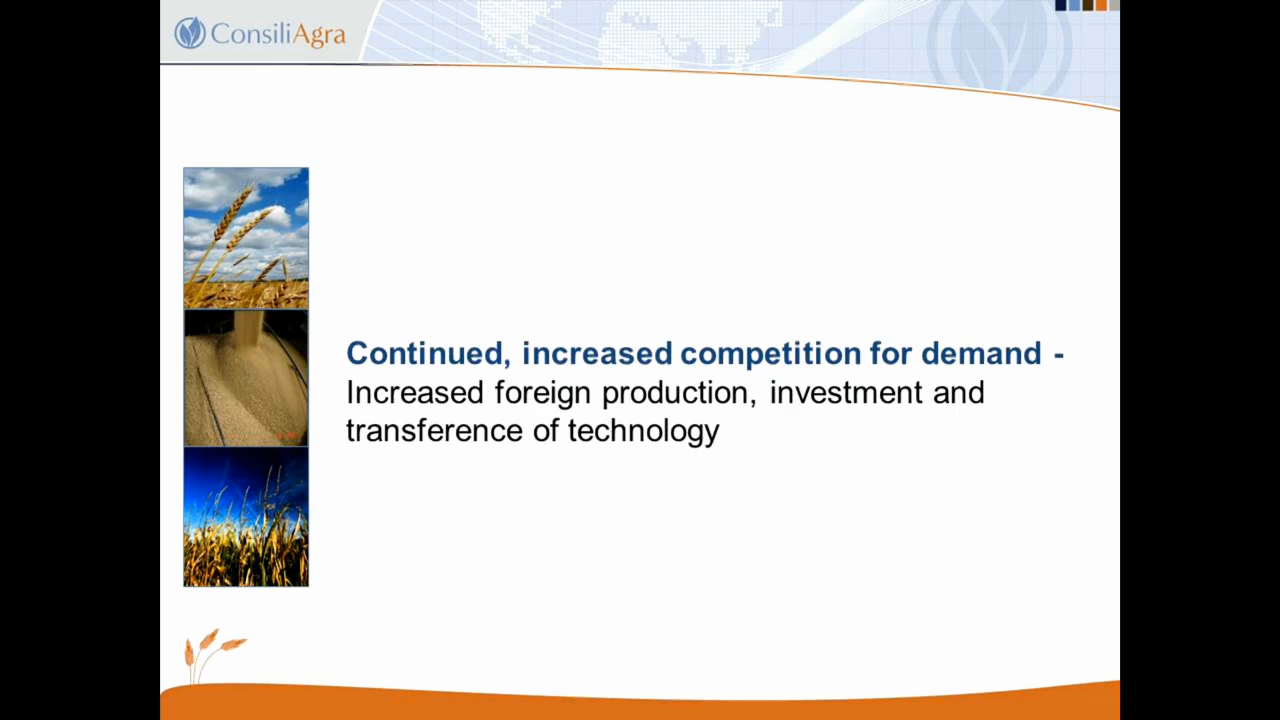 ConsiliAgra
Continued, increased competition for demand -
Increased foreign production, investment and
transference of technology